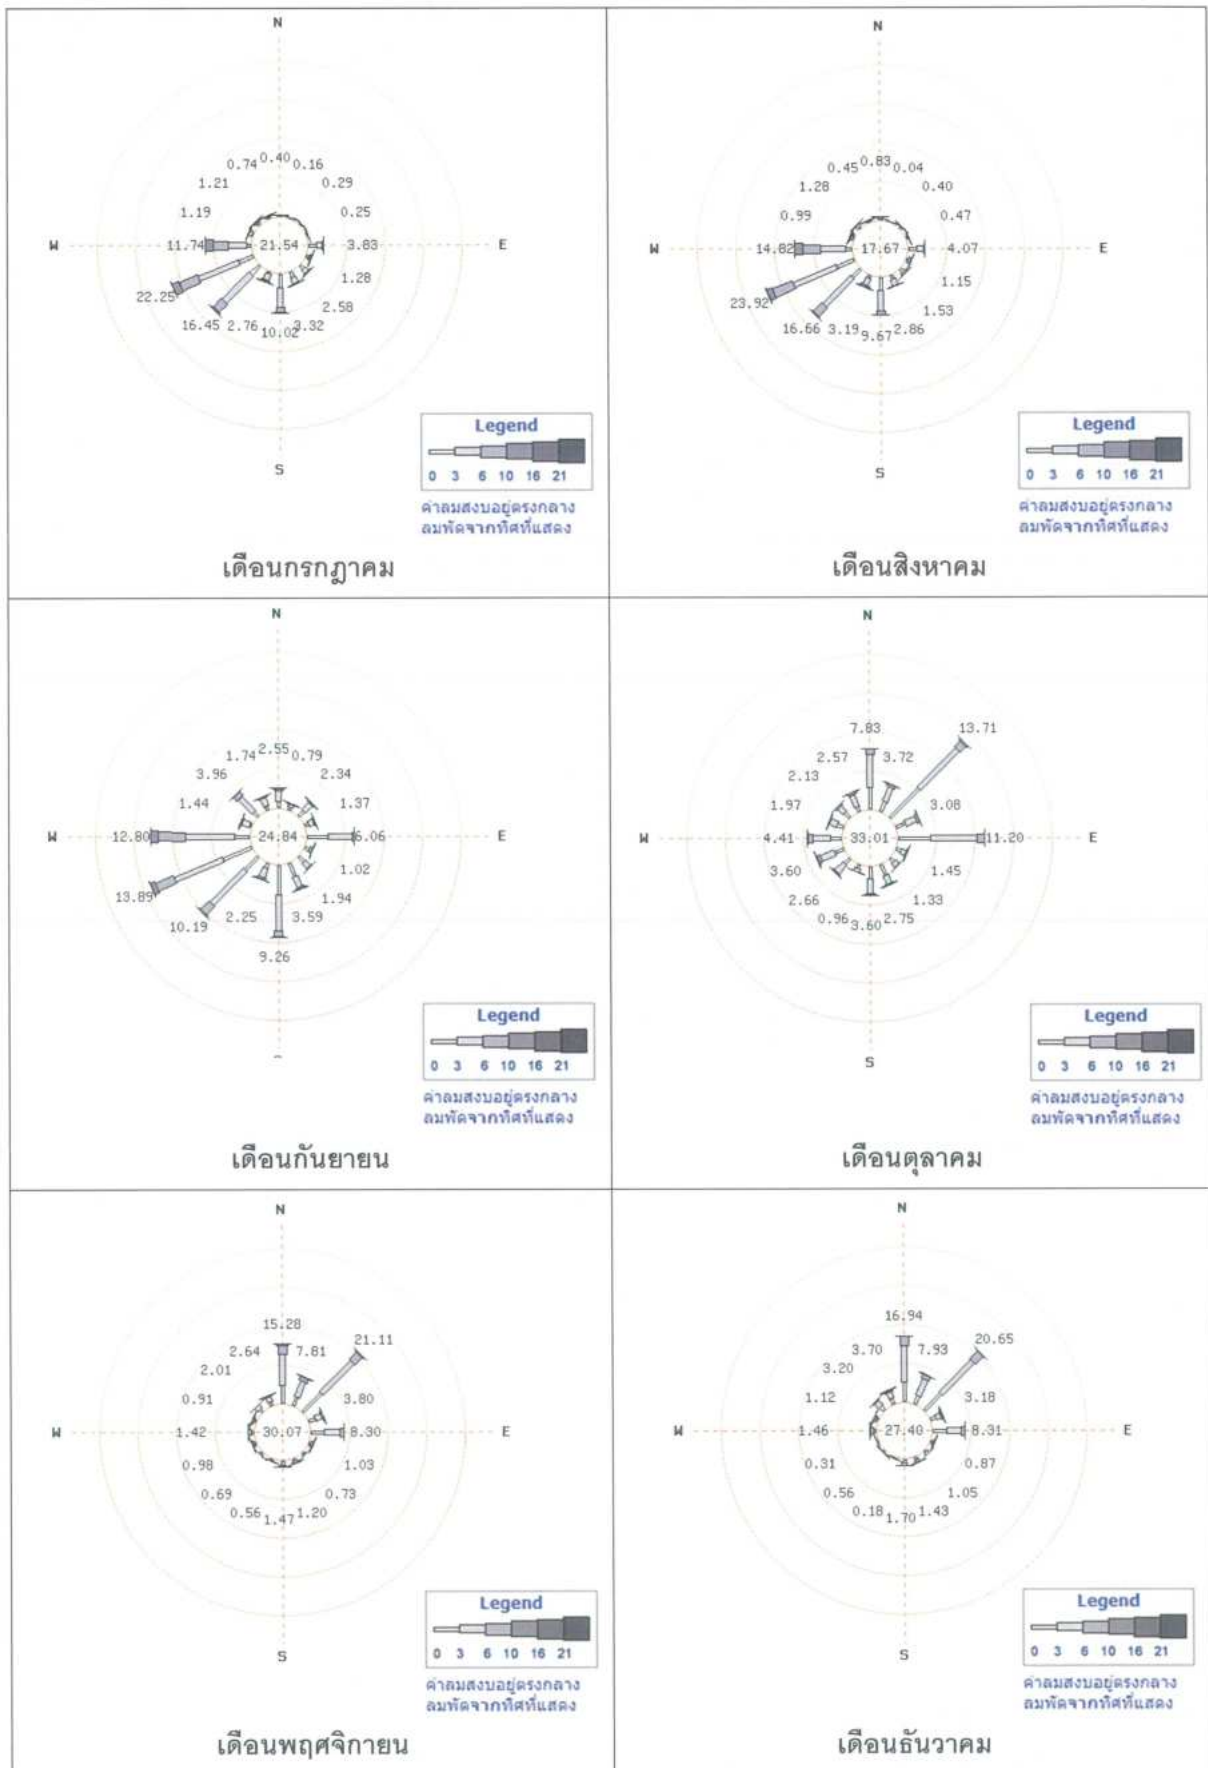 N
0.74 0.40 0.16
1.21 0.29
1.19 0.25
W 11.74 21.54 3.83 E
22.25 1.28
16.45 2.76 10.02 3.32 2.58
S
Legend
0 3 6 10 16 21
ค่าลมสงบอยู่ตรงกลาง
ลมพัดจากทิศที่แสดง
เดือนกรกฎาคม
N
0.45 0.83 0.04
1.28 0.40
0.99 0.47
W 14.82 17.67 4.07 E
23.92 1.15
16.66 3.19 9.67 2.86 1.53
S
Legend
0 3 6 10 16 21
ค่าลมสงบอยู่ตรงกลาง
ลมพัดจากทิศที่แสดง
เดือนสิงหาคม
N
1.74 2.55 0.79
3.96 2.34
1.44 1.37
W 12.80 24.84 6.06 E
13.89 1.02
10.19 2.25 3.59 1.94
9.26
Legend
0 3 6 10 16 21
ค่าลมสงบอยู่ตรงกลาง
ลมพัดจากทิศที่แสดง
เดือนกันยายน
N
7.83 13.71
2.57 3.72
2.13
1.97 3.08
W 4.41 33.01 11.20 E
3.60 1.45
2.66 1.33
0.96 3.60 2.75
S
Legend
0 3 6 10 16 21
ค่าลมสงบอยู่ตรงกลาง
ลมพัดจากทิศที่แสดง
เดือนตุลาคม
N
15.28
2.64 7.81 21.11
2.01
0.91 3.80
W 1.42 30.07 8.30 E
0.98 1.03
0.69 0.73
0.56 1.47 1.20
S
Legend
0 3 6 10 16 21
ค่าลมสงบอยู่ตรงกลาง
ลมพัดจากทิศที่แสดง
เดือนพฤศจิกายน
N
16.94
3.70 7.93 20.65
3.20
1.12 3.18
W 1.46 27.40 8.31 E
0.31 0.87
0.56 1.05
0.18 1.70 1.43
S
Legend
0 3 6 10 16 21
ค่าลมสงบอยู่ตรงกลาง
ลมพัดจากทิศที่แสดง
เดือนธันวาคม